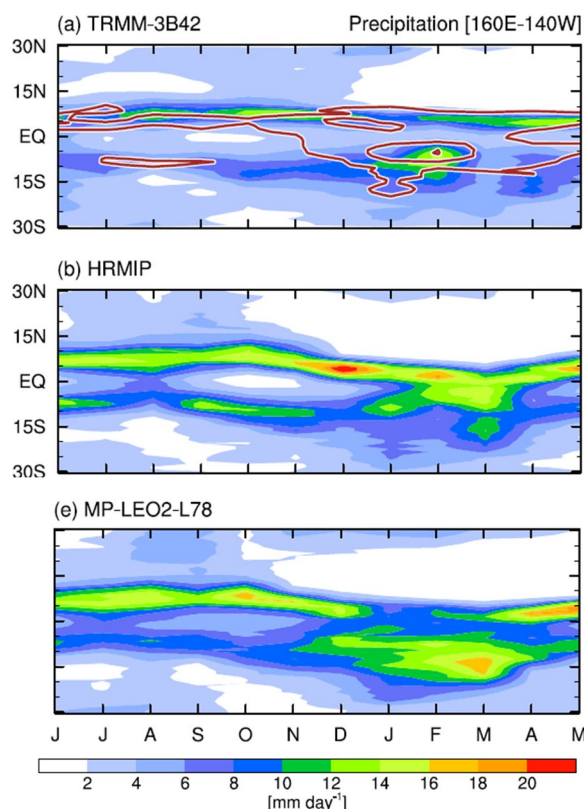 (a) TRMM-3B42 Precipitation [160E-140W]
30N
15N
EQ
15S
30S
(b) HRMIP
30N
15N
EQ
15S
30S
(e) MP-LEO2-L78
J J A S O N D J F M A M
2 4 6 8 10 12 14 16 18 20
[mm day⁻¹]